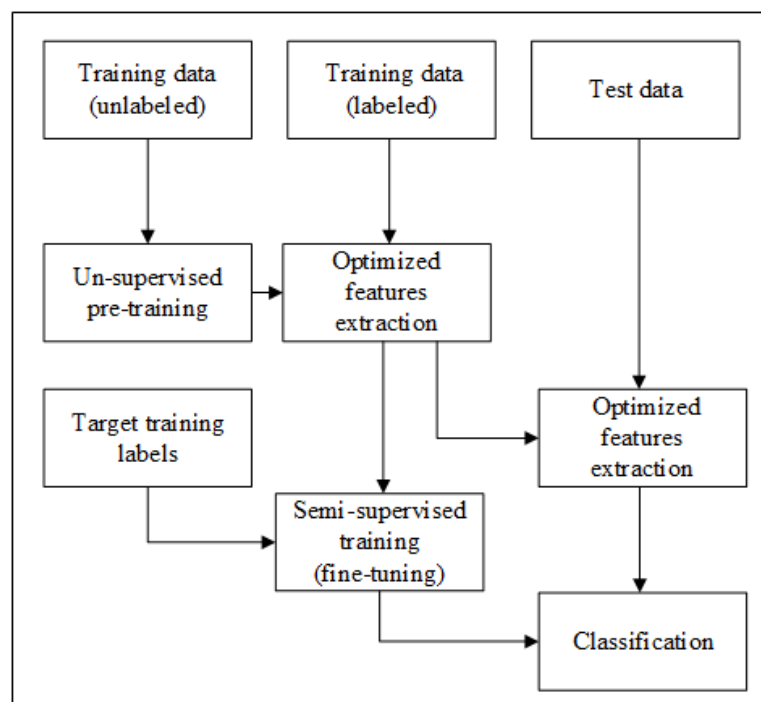 Training data
(unlabeled)
Training data
(labeled)
Test data
Un-supervised
pre-training
Optimized
features
extraction
Target training
labels
Optimized
features
extraction
Semi-supervised
training
(fine-tuning)
Classification